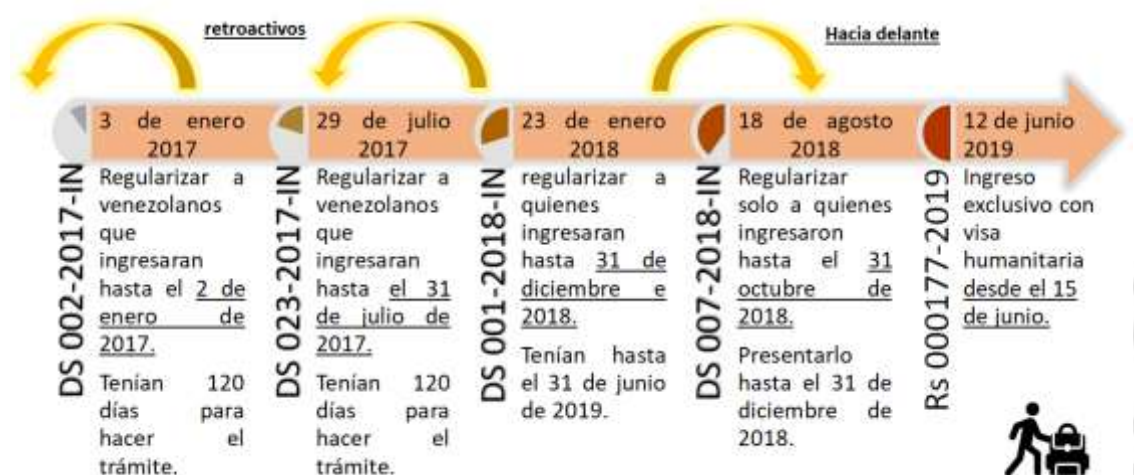 retroactivos
Hacia delante
3 de enero
2017
DS 002-2017-IN
Regularizar a
venezolanos
que
ingresaran
hasta el 2 de
enero de
2017.
Tenían 120
días para
hacer el
trámite.
29 de julio
2017
DS 023-2017-IN
Regularizar a
venezolanos
que
ingresaran
hasta el 31
de julio de
2017.
Tenían 120
días para
hacer el
trámite.
23 de enero
2018
DS 001-2018-IN
regularizar a
quienes
ingresaran
hasta 31 de
diciembre e
2018.
Tenían hasta
el 31 de junio
de 2019.
18 de agosto
2018
DS 007-2018-IN
Regularizar
solo a quienes
ingresaron
hasta el 31
octubre de
2018.
Presentarlo
hasta el 31 de
diciembre de
2018.
12 de junio
2019
Rs 00177-2019
Ingreso
exclusivo con
visa
humanitaria
desde el 15
de junio.